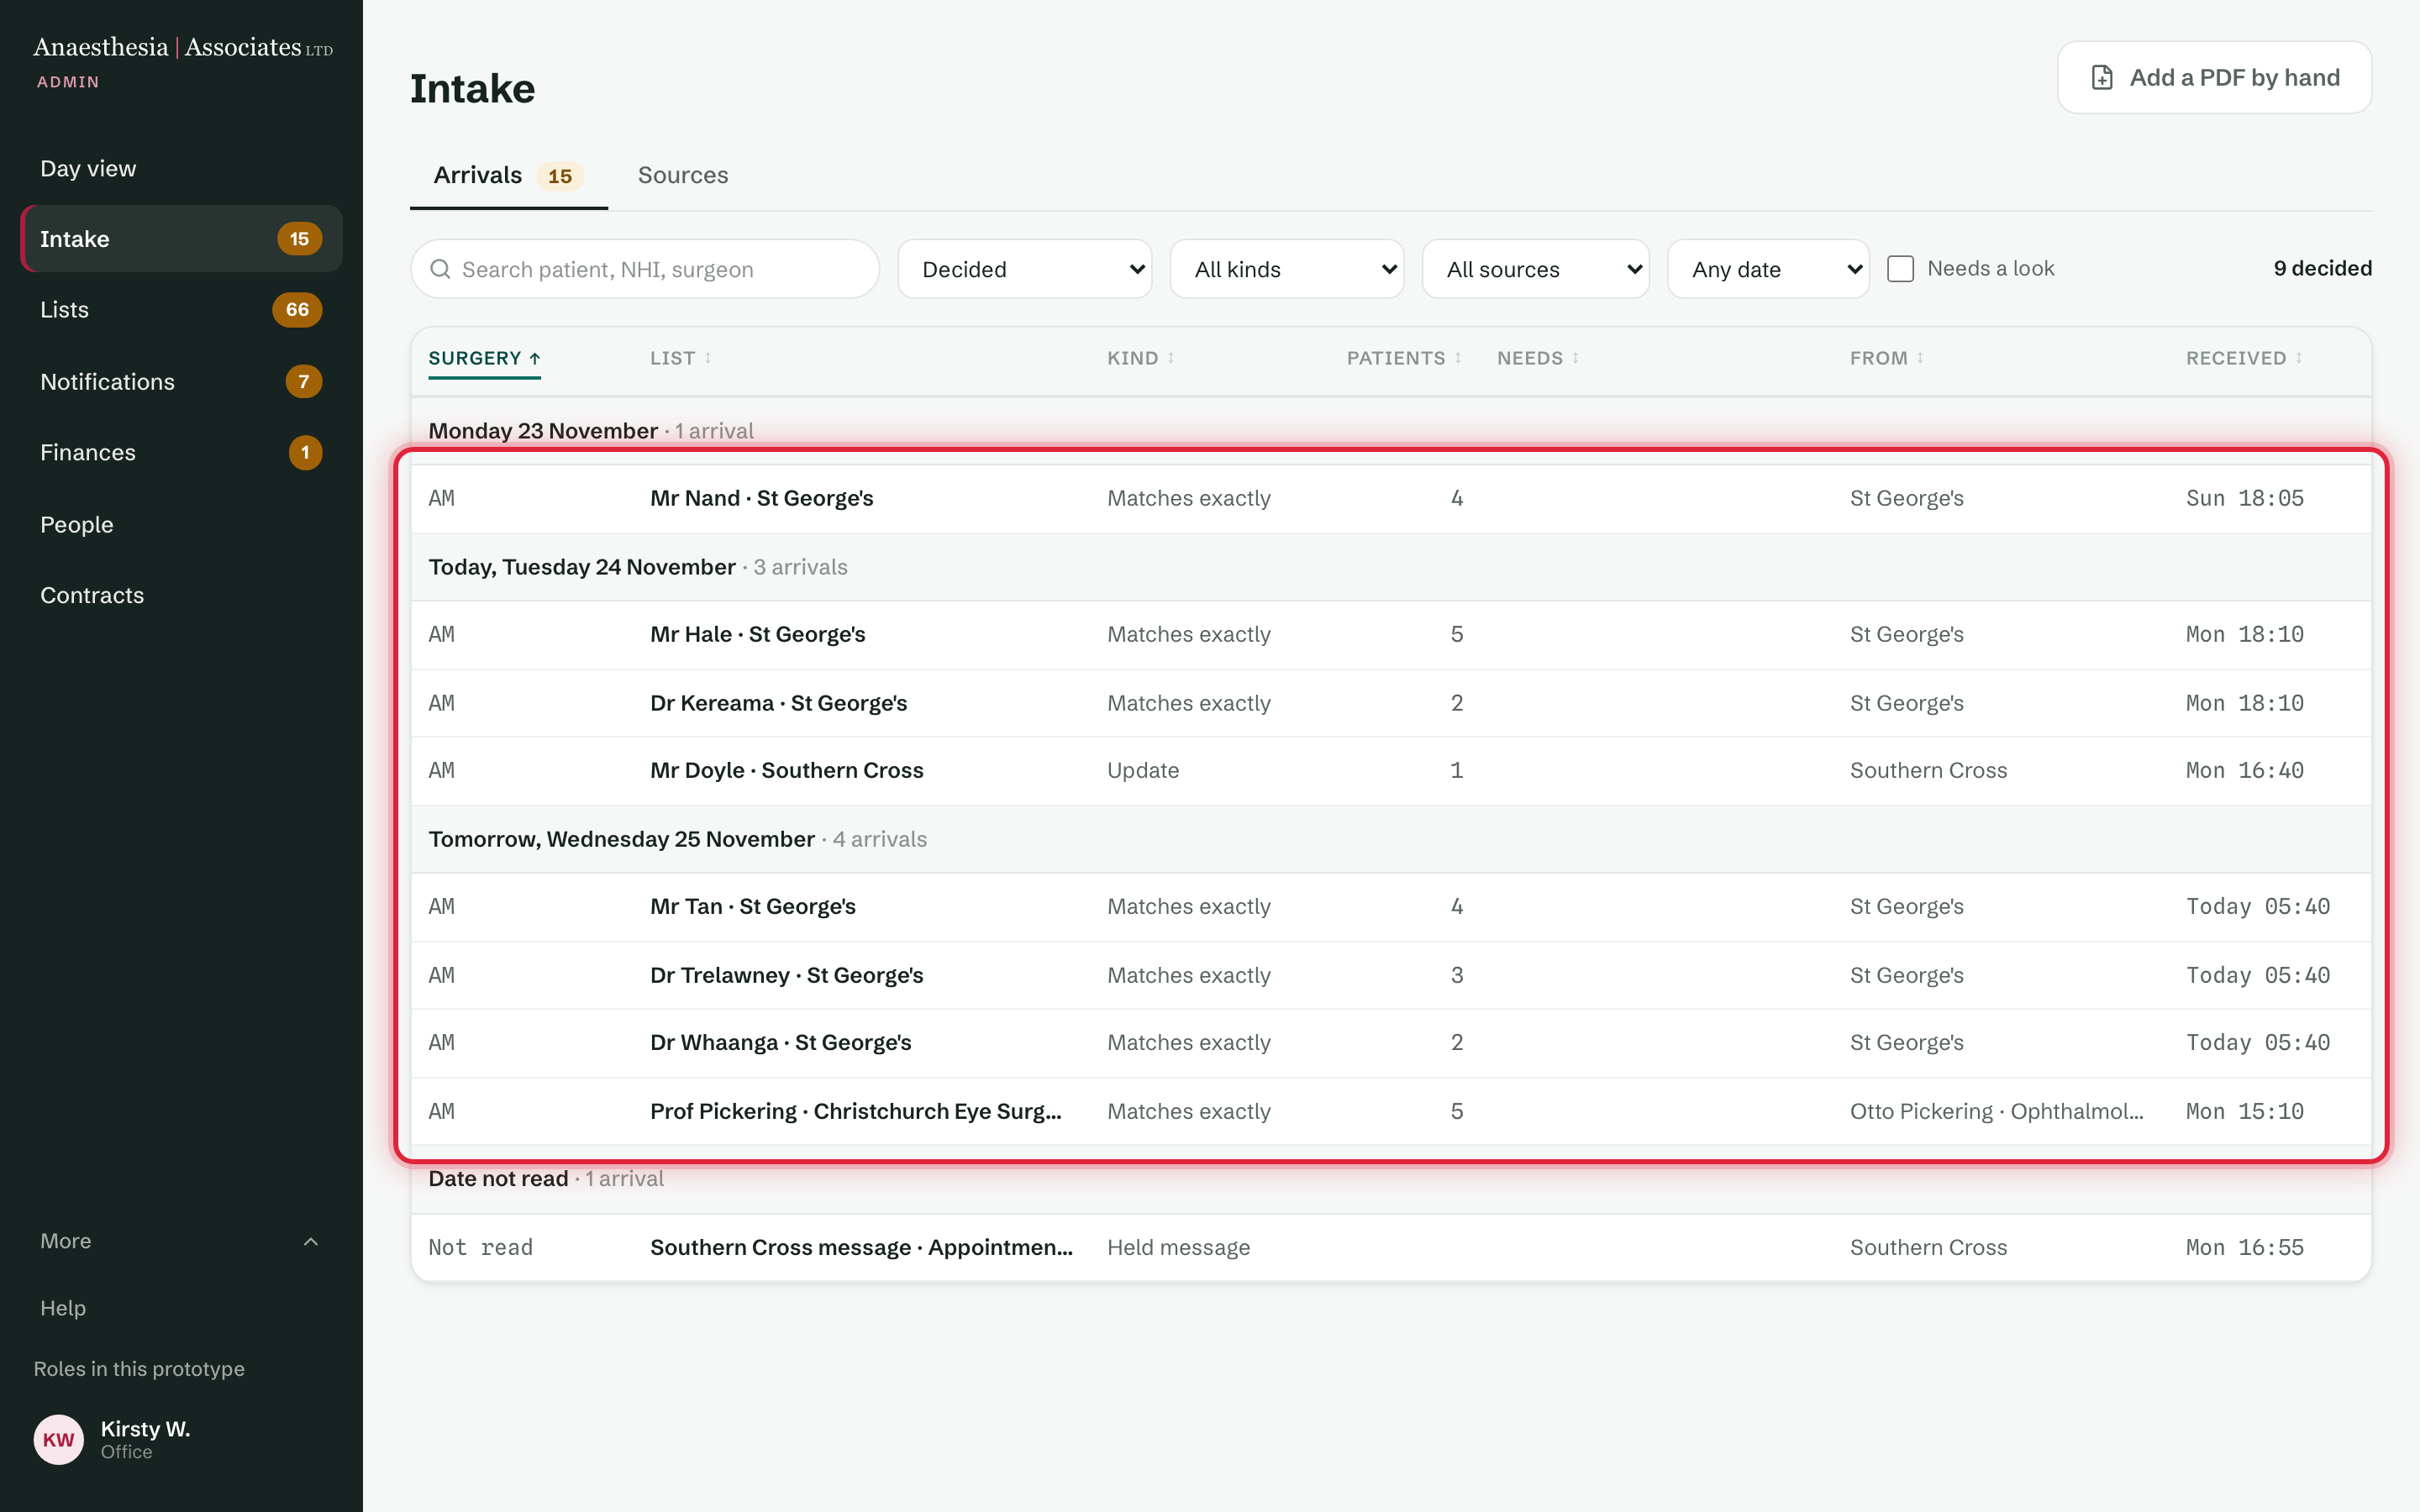 Anaesthesia | Associates LTD
ADMIN
Day view
Intake 15
Lists 66
Notifications 7
Finances 1
People
Contracts
More
Help
Roles in this prototype
KW
Kirsty W.
Office
Intake
Add a PDF by hand
Arrivals 15 Sources
Search patient, NHI, surgeon Decided All kinds All sources Any date Needs a look 9 decided
SURGERY ↑ LIST ↕ KIND ↕ PATIENTS ↕ NEEDS ↕ FROM ↕ RECEIVED ↕
Monday 23 November · 1 arrival
AM Mr Nand · St George's Matches exactly 4 St George's Sun 18:05
Today, Tuesday 24 November · 3 arrivals
AM Mr Hale · St George's Matches exactly 5 St George's Mon 18:10
AM Dr Kereama · St George's Matches exactly 2 St George's Mon 18:10
AM Mr Doyle · Southern Cross Update 1 Southern Cross Mon 16:40
Tomorrow, Wednesday 25 November · 4 arrivals
AM Mr Tan · St George's Matches exactly 4 St George's Today 05:40
AM Dr Trelawney · St George's Matches exactly 3 St George's Today 05:40
AM Dr Whaanga · St George's Matches exactly 2 St George's Today 05:40
AM Prof Pickering · Christchurch Eye Surg... Matches exactly 5 Otto Pickering · Ophthalmol... Mon 15:10
Date not read · 1 arrival
Not read Southern Cross message · Appointmen... Held message Southern Cross Mon 16:55